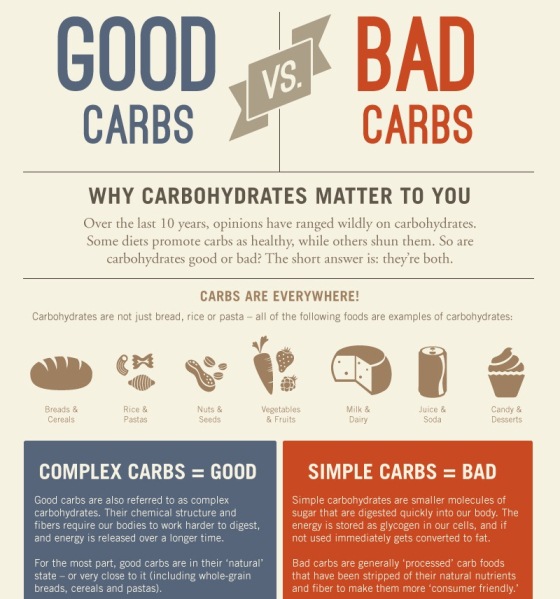 GOOD VS. BAD
CARBS CARBS
WHY CARBOHYDRATES MATTER TO YOU
Over the last 10 years, opinions have ranged wildly on carbohydrates.
Some diets promote carbs as healthy, while others shun them. So are
carbohydrates good or bad? The short answer is: they're both.
CARBS ARE EVERYWHERE!
Carbohydrates are not just bread, rice or pasta – all of the following foods are examples of carbohydrates:
Breads &
Cereals
Rice &
Pastas
Nuts &
Seeds
Vegetables
& Fruits
Milk &
Dairy
Juice &
Soda
Candy &
Desserts
COMPLEX CARBS = GOOD
Good carbs are also referred to as complex
carbohydrates. Their chemical structure and
fibers require our bodies to work harder to digest,
and energy is released over a longer time.
For the most part, good carbs are in their 'natural'
state – or very close to it (including whole-grain
breads, cereals and pastas).
SIMPLE CARBS = BAD
Simple carbohydrates are smaller molecules of
sugar that are digested quickly into our body. The
energy is stored as glycogen in our cells, and if
not used immediately gets converted to fat.
Bad carbs are generally 'processed' carb foods
that have been stripped of their natural nutrients
and fiber to make them more 'consumer friendly.'